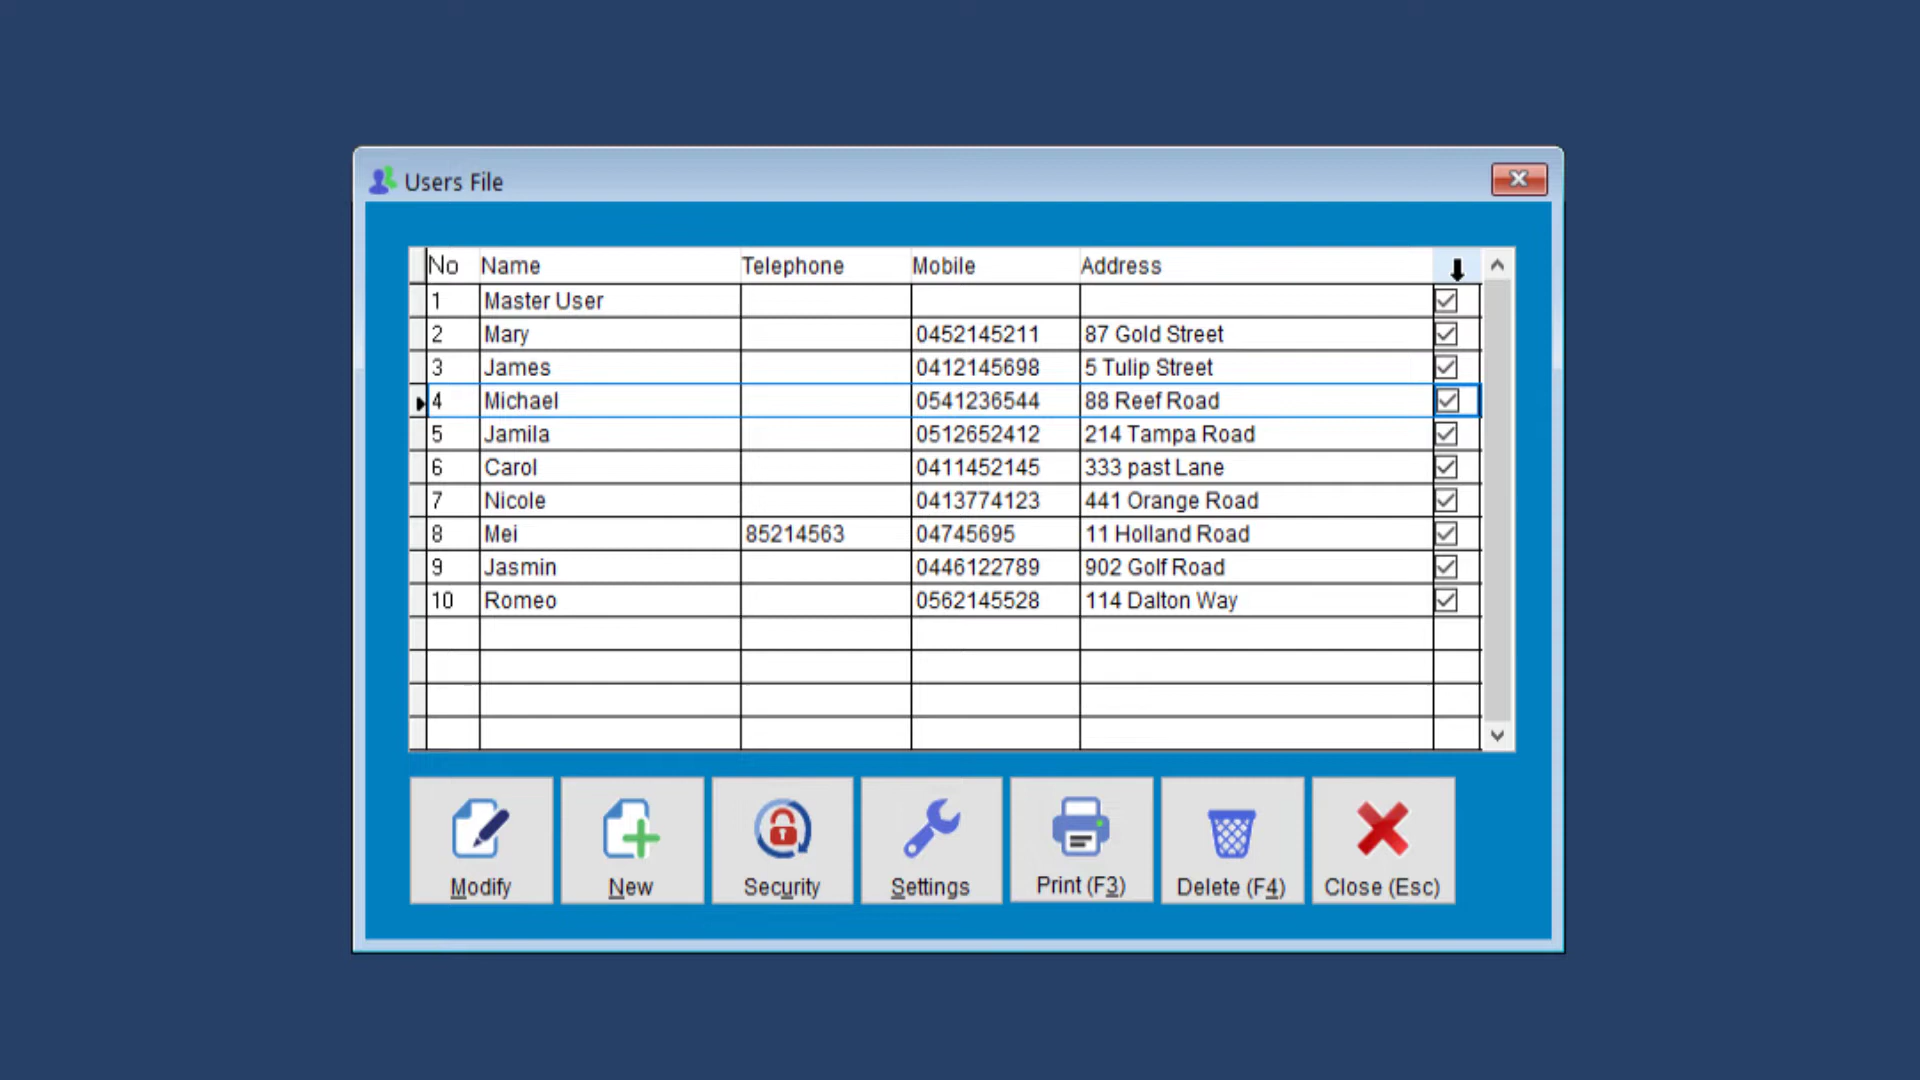 Users File
No Name Telephone Mobile Address
1 Master User
2 Mary 0452145211 87 Gold Street
3 James 0412145698 5 Tulip Street
4 Michael 0541236544 88 Reef Road
5 Jamila 0512652412 214 Tampa Road
6 Carol 0411452145 333 past Lane
7 Nicole 0413774123 441 Orange Road
8 Mei 85214563 04745695 11 Holland Road
9 Jasmin 0446122789 902 Golf Road
10 Romeo 0562145528 114 Dalton Way
Modify New Security Settings Print (F3) Delete (F4) Close (Esc)